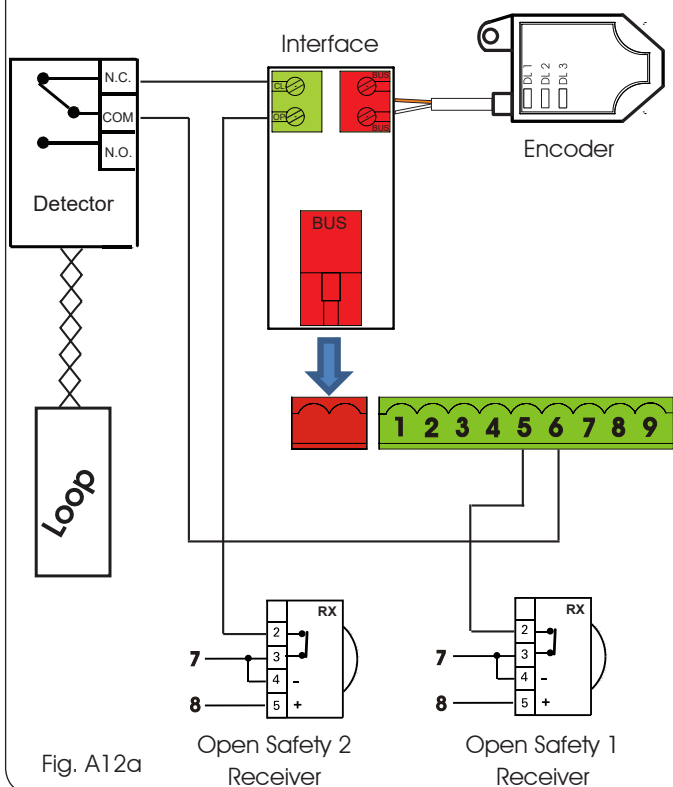 Interface
N.C.
COM
N.O.
Detector
CL
OP
BUS
BUS
DL 1
DL 2
DL 3
Encoder
BUS
Loop
1 2 3 4 5 6 7 8 9
RX
2
3
4 -
5 +
7
8
Open Safety 2
Receiver
RX
2
3
4 -
5 +
7
8
Open Safety 1
Receiver
Fig. A12a